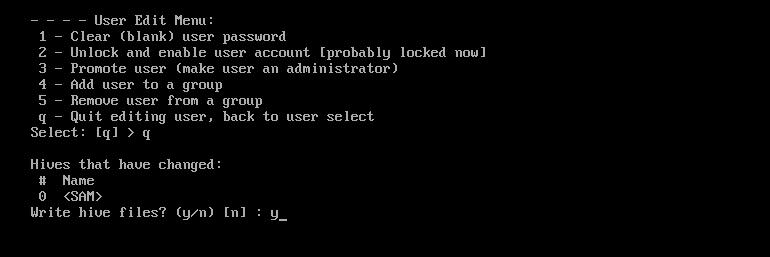 - - - - User Edit Menu:
1 - Clear (blank) user password
2 - Unlock and enable user account [probably locked now]
3 - Promote user (make user an administrator)
4 - Add user to a group
5 - Remove user from a group
q - Quit editing user, back to user select
Select: [q] > q
Hives that have changed:
#  Name
0  <SAM>
Write hive files? (y/n) [n] : y_